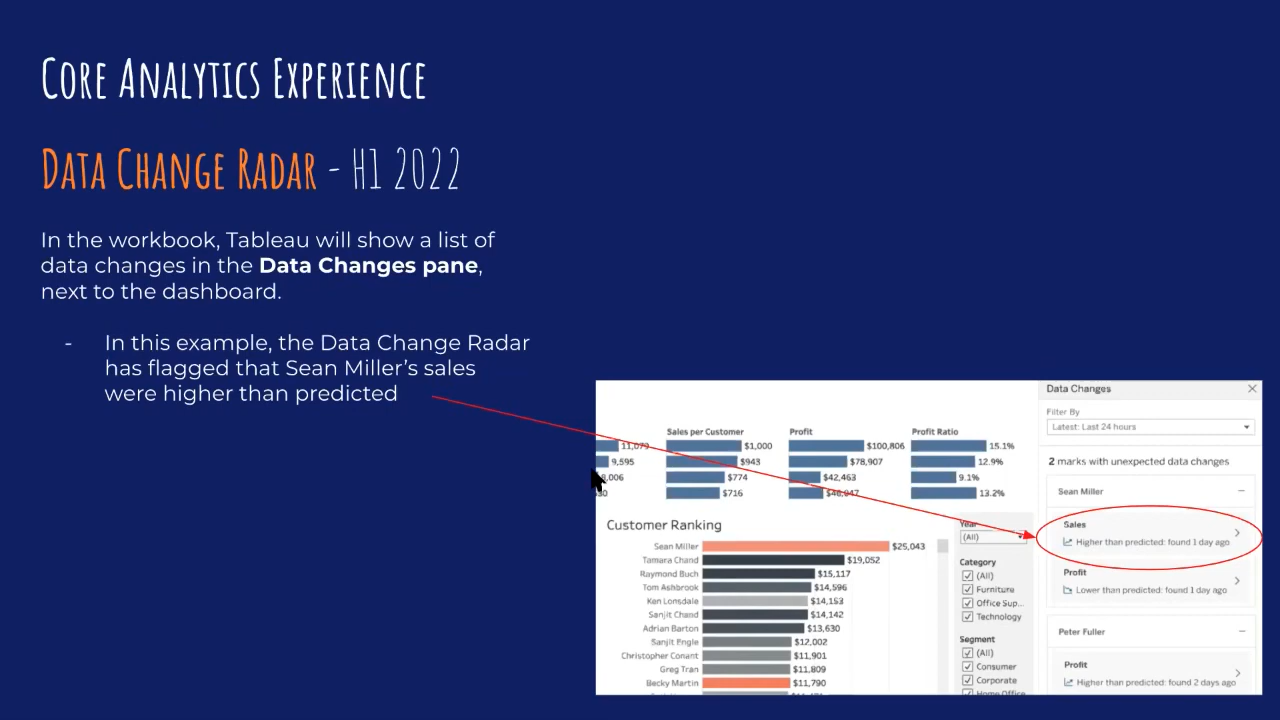 Core Analytics Experience
Data Change Radar - H1 2022
In the workbook, Tableau will show a list of
data changes in the Data Changes pane,
next to the dashboard.
- In this example, the Data Change Radar
has flagged that Sean Miller's sales
were higher than predicted
Sales per Customer Profit Profit Ratio
11,079 $1,000 $100,806 15.1%
9,595 $943 $78,907 12.9%
$774 $42,463 9.1%
$716 13.2%
Customer Ranking
Sean Miller $25,043
Tamara Chand $19,052
Raymond Buch $15,117
Tom Ashbrook $14,596
Ken Lonsdale $14,153
Sanjit Chand $14,142
Adrian Barton $13,630
Sanjit Engle $12,002
Christopher Conant $11,901
Greg Tran $11,809
Becky Martin $11,790
Year
(All)
Category
(All)
Furniture
Office Sup...
Technology
Segment
(All)
Consumer
Corporate
Home Office
Data Changes
Filter By
Latest: Last 24 hours
2 marks with unexpected data changes
Sean Miller
Sales
Higher than predicted: found 1 day ago
Profit
Lower than predicted: found 1 day ago
Peter Fuller
Profit
Higher than predicted: found 2 days ago